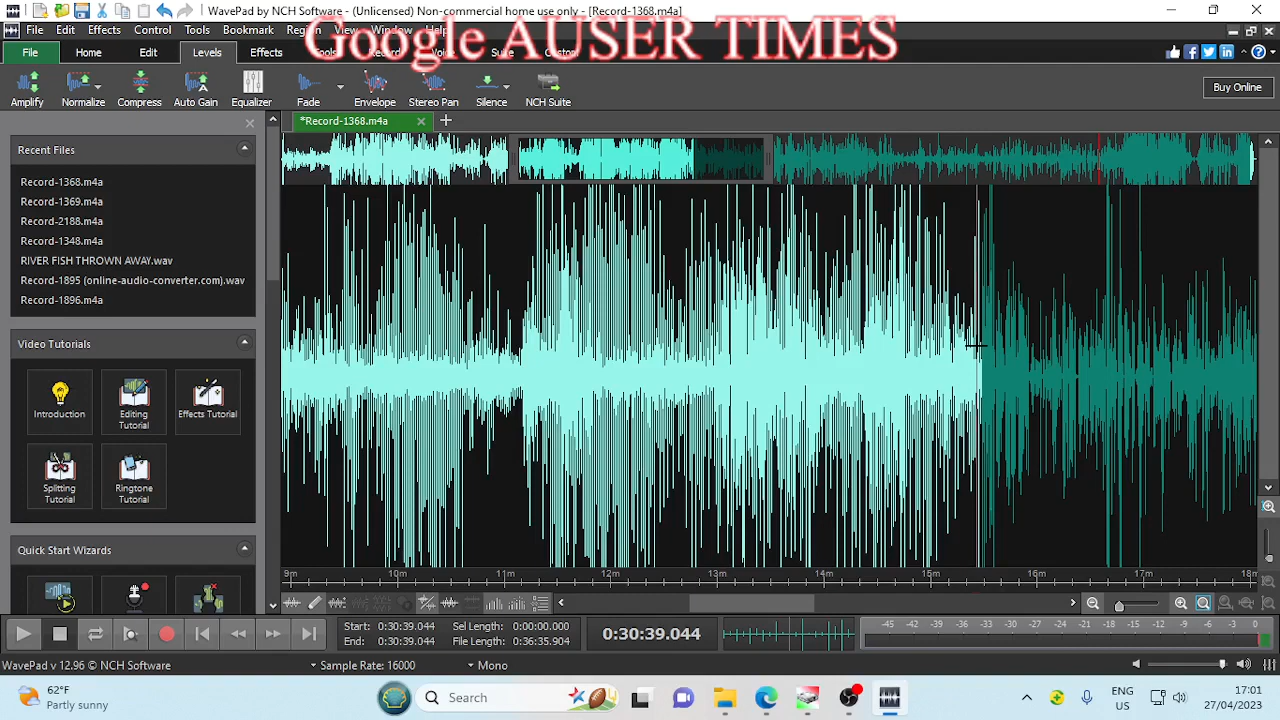 WavePad by NCH Software - (Unlicensed) Non-commercial home use only - [Record-1368.m4a]
File Edit Effects Control Tools Bookmark
Google AUSER TIMES
File Home Edit Levels Effects
Amplify Normalize Compress Auto Gain Equalizer Fade Envelope Stereo Pan Silence NCH Suite Buy Online
*Record-1368.m4a
Recent Files
Record-1368.m4a
Record-1369.m4a
Record-2188.m4a
Record-1348.m4a
RIVER FISH THROWN AWAY.wav
Record-1895 (online-audio-converter.com).wav
Record-1896.m4a
Video Tutorials
Introduction Editing Tutorial Effects Tutorial
Splitting Tutorial Ringtone Tutorial
Quick Start Wizards
9m 10m 11m 12m 13m 14m 15m 16m 17m 18m
Start: 0:30:39.044 Sel Length: 0:00:00.000
End: 0:30:39.044 File Length: 6:36:35.904
0:30:39.044
-45 -42 -39 -36 -33 -30 -27 -24 -21 -18 -15 -12 -9 -6 -3 0
WavePad v 12.96 © NCH Software Sample Rate: 16000 Mono
62°F
Partly sunny
Search
ENG
US
17:01
27/04/2023